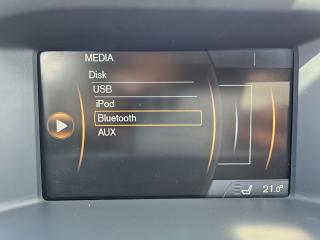 MEDIA
Disk
USB
iPod
Bluetooth
AUX
21.0°